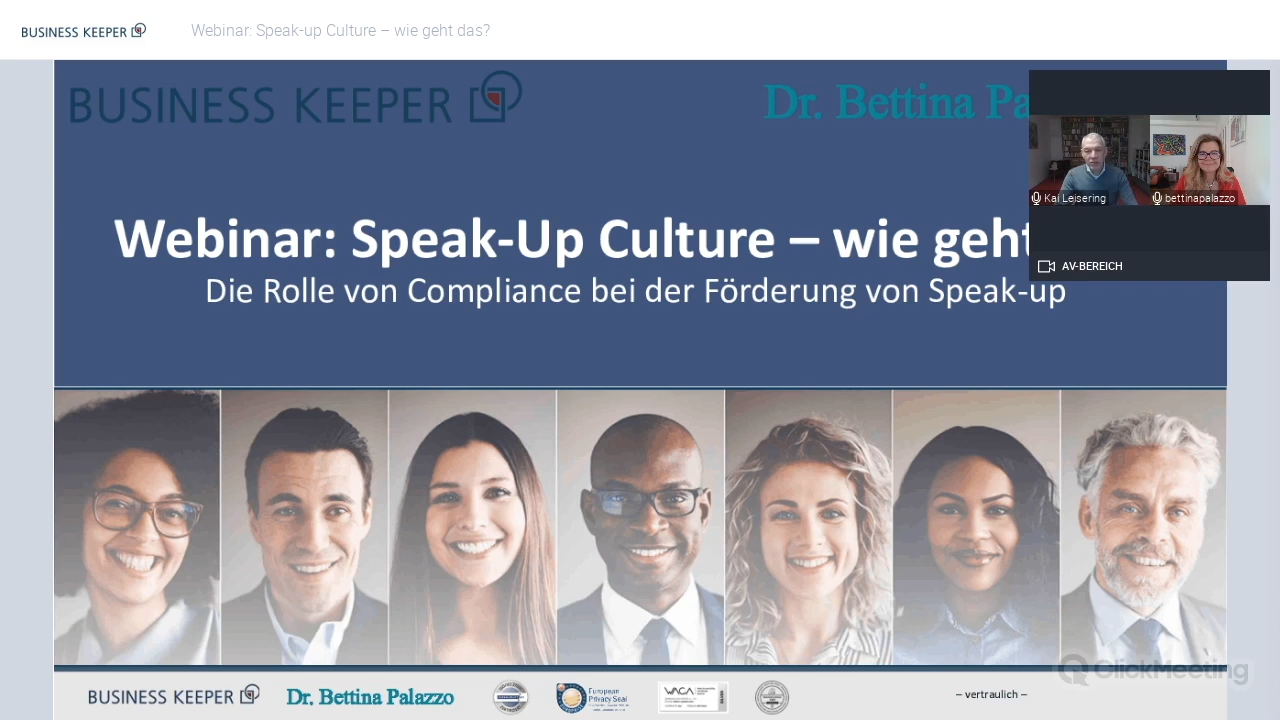 BUSINESS KEEPER
Webinar: Speak-up Culture – wie geht das?
BUSINESS KEEPER
Dr. Bettina Pa
Webinar: Speak-Up Culture – wie geht
Die Rolle von Compliance bei der Förderung von Speak-up
Kai Leisering
bettinapalazzo
AV-BEREICH
BUSINESS KEEPER
Dr. Bettina Palazzo
European
Privacy Seal
WACA
– vertraulich –
ClickMeeting